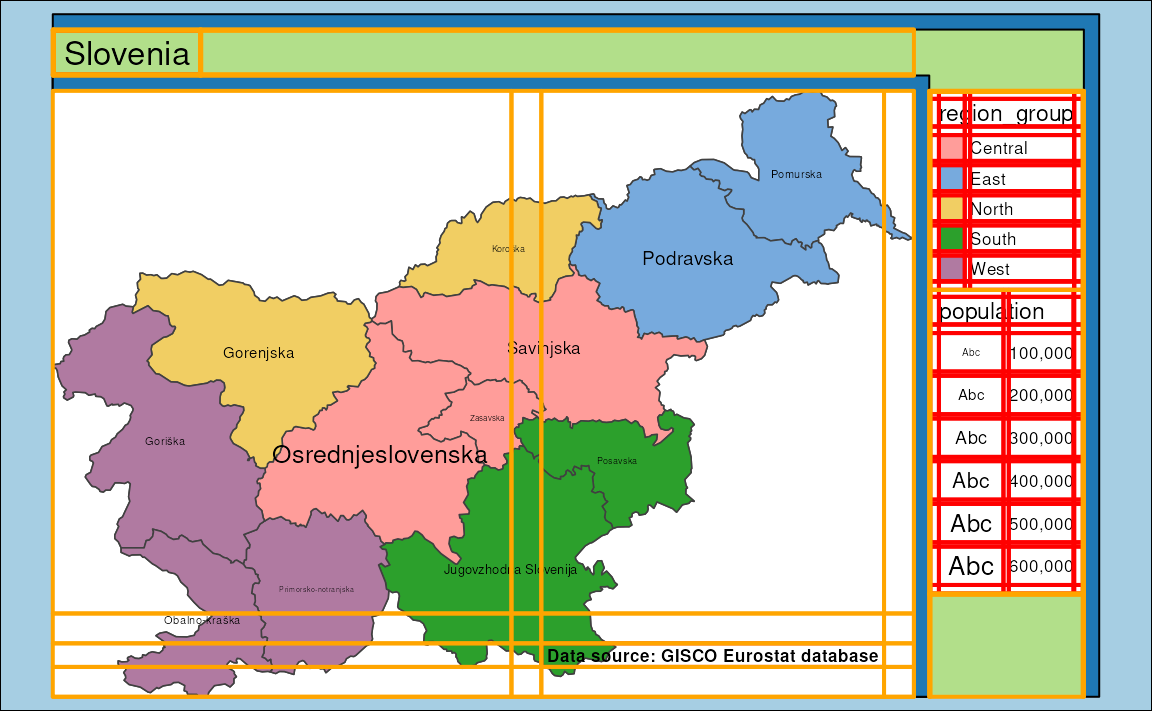 Slovenia
region_group
Central
East
North
South
West
population
Abc 100,000
Abc 200,000
Abc 300,000
Abc 400,000
Abc 500,000
Abc 600,000
Pomurska
Koroška
Podravska
Gorenjska
Savinjska
Zasavska
Goriška
Osrednjeslovenska
Posavska
Jugovzhodna Slovenija
Primorsko-notranjska
Obalno-kraška
Data source: GISCO Eurostat database